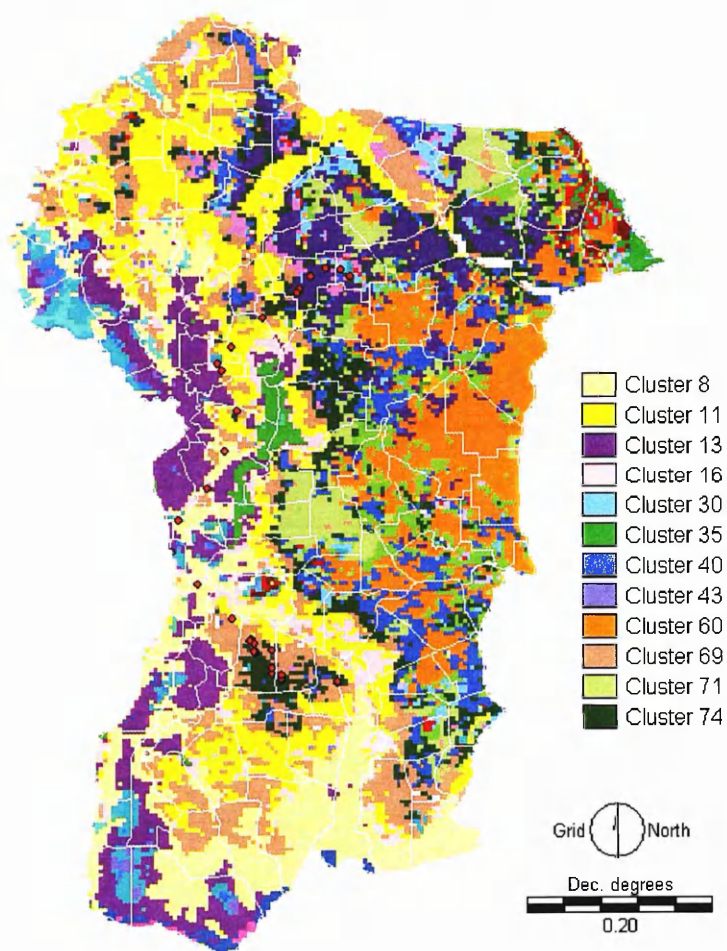 Cluster 8
Cluster 11
Cluster 13
Cluster 16
Cluster 30
Cluster 35
Cluster 40
Cluster 43
Cluster 60
Cluster 69
Cluster 71
Cluster 74
Grid North
Dec. degrees
0.20